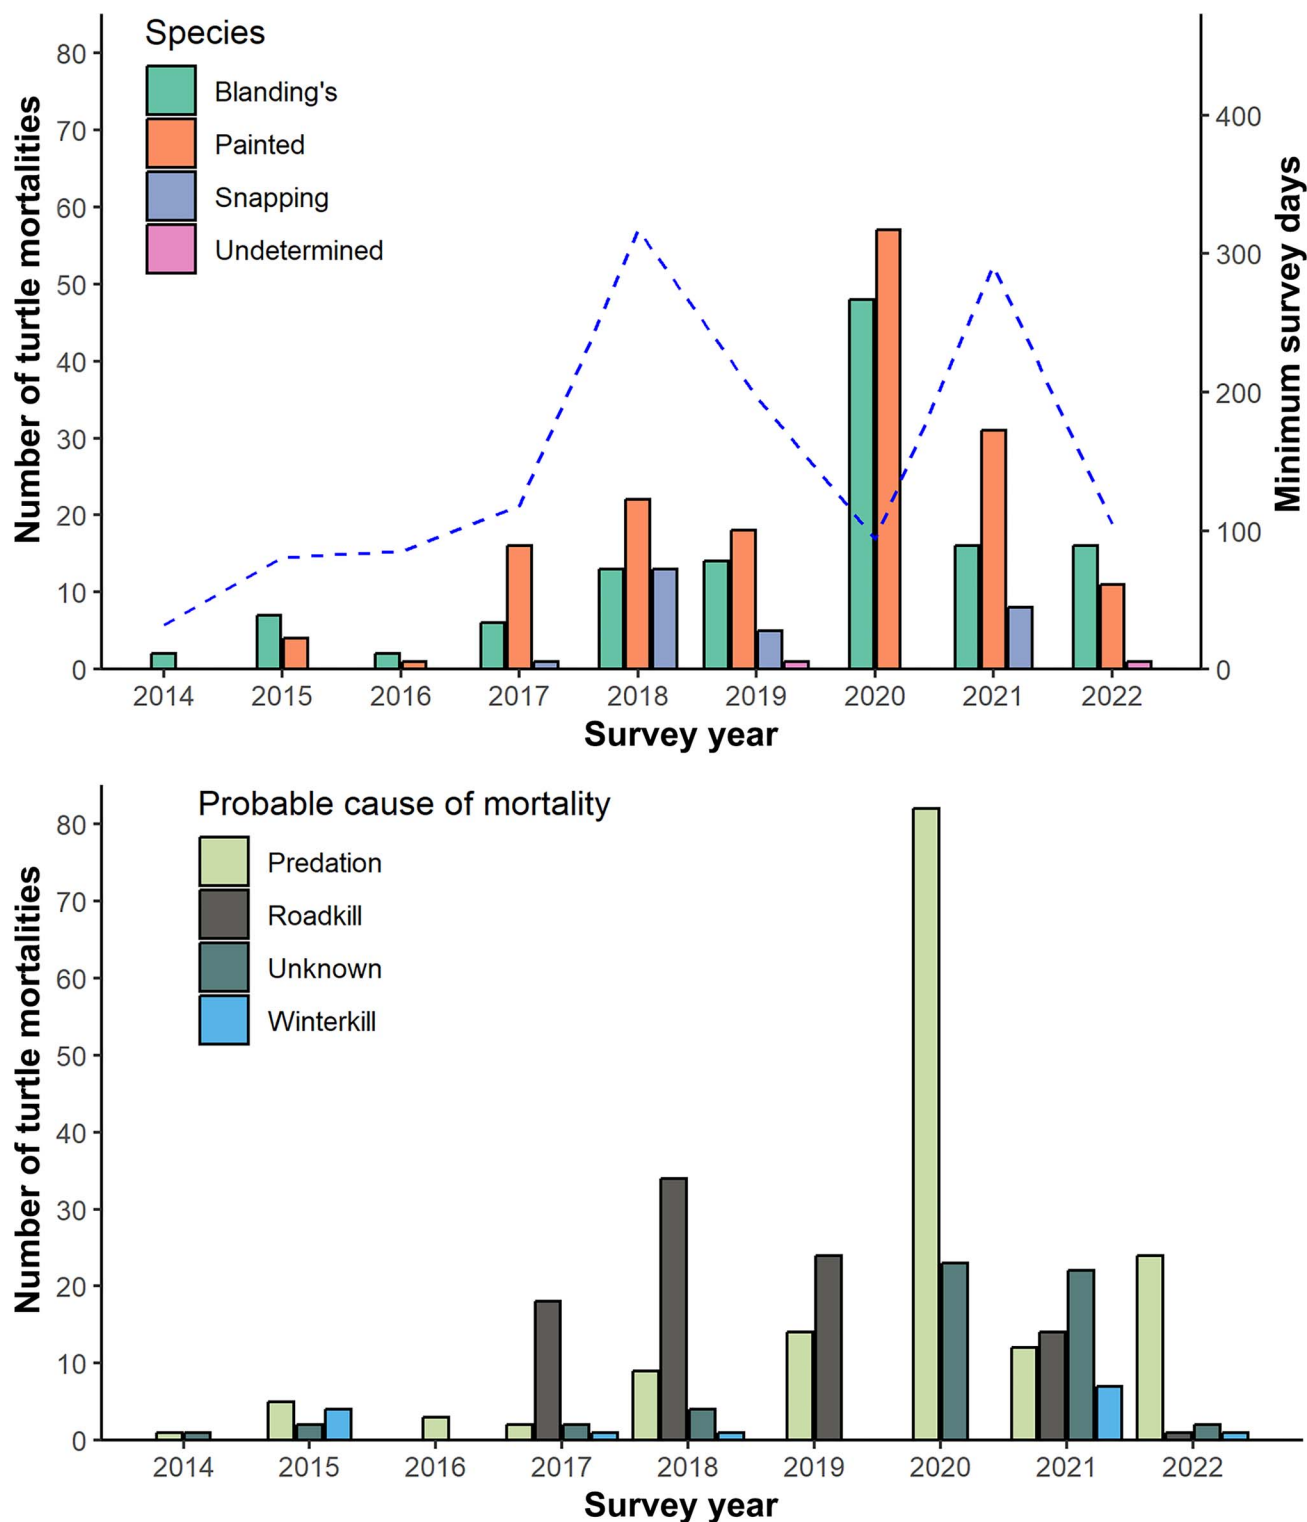 Species
Blanding's
Painted
Snapping
Undetermined
Number of turtle mortalities
80
70
60
50
40
30
20
10
0
Minimum survey days
400
300
200
100
0
2014 2015 2016 2017 2018 2019 2020 2021 2022
Survey year
Probable cause of mortality
Predation
Roadkill
Unknown
Winterkill
Number of turtle mortalities
80
70
60
50
40
30
20
10
0
2014 2015 2016 2017 2018 2019 2020 2021 2022
Survey year